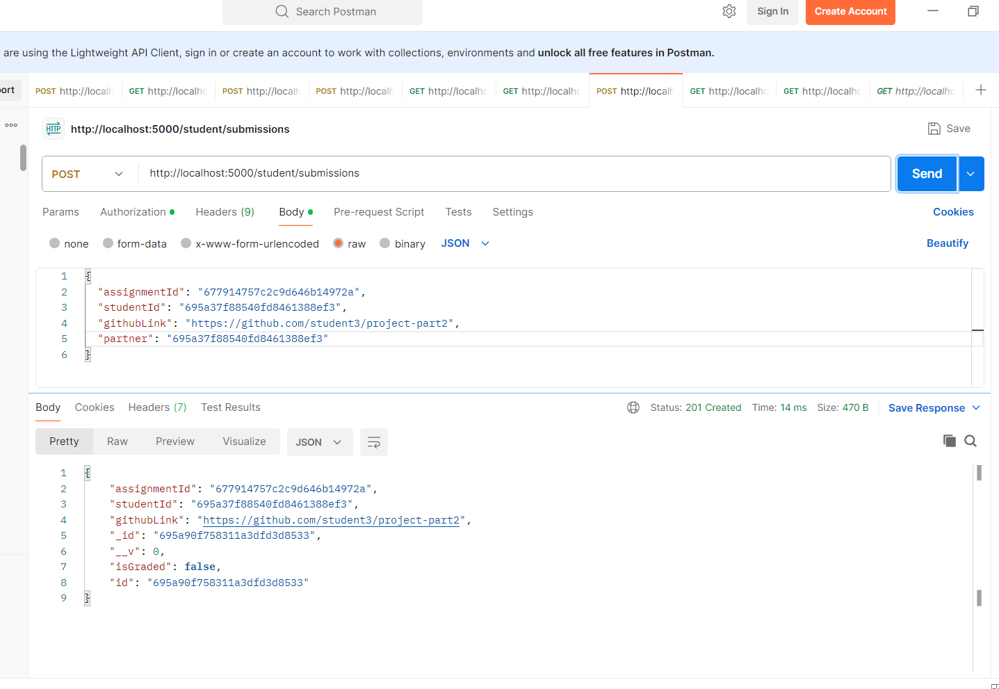 Search Postman
Sign In
Create Account
are using the Lightweight API Client, sign in or create an account to work with collections, environments and unlock all free features in Postman.
ort
POST http://locall
GET http://localhc
POST http://locall
POST http://locall
GET http://localhc
GET http://localhc
POST http://locall
GET http://localhc
GET http://localhc
GET http://localho
HTTP
http://localhost:5000/student/submissions
Save
POST
http://localhost:5000/student/submissions
Send
Params
Authorization
Headers (9)
Body
Pre-request Script
Tests
Settings
Cookies
none
form-data
x-www-form-urlencoded
raw
binary
JSON
Beautify
1 {
2 "assignmentId": "677914757c2c9d646b14972a",
3 "studentId": "695a37f88540fd8461388ef3",
4 "githubLink": "https://github.com/student3/project-part2",
5 "partner": "695a37f88540fd8461388ef3"
6 }
Body
Cookies
Headers (7)
Test Results
Status: 201 Created
Time: 14 ms
Size: 470 B
Save Response
Pretty
Raw
Preview
Visualize
JSON
1 {
2 "assignmentId": "677914757c2c9d646b14972a",
3 "studentId": "695a37f88540fd8461388ef3",
4 "githubLink": "https://github.com/student3/project-part2",
5 "_id": "695a90f758311a3dfd3d8533",
6 "__v": 0,
7 "isGraded": false,
8 "id": "695a90f758311a3dfd3d8533"
9 }